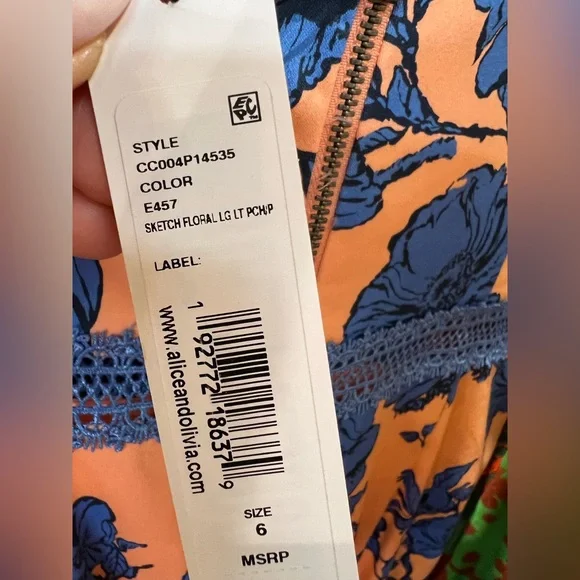 EPC
STYLE
CC004P14535
COLOR
E457
SKETCH FLORAL LG LT PCH/P
LABEL:
1 92772 18637 9
www.aliceandolivia.com
SIZE
6
MSRP